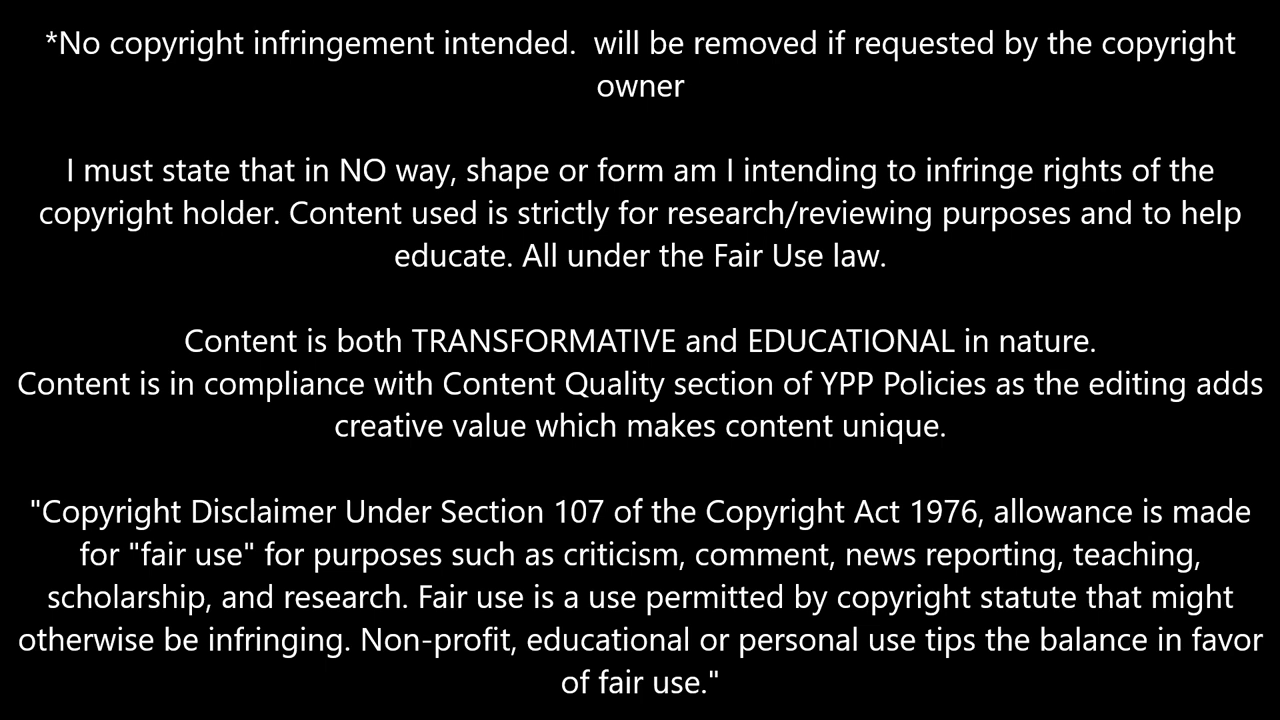 *No copyright infringement intended.  will be removed if requested by the copyright
owner
I must state that in NO way, shape or form am I intending to infringe rights of the
copyright holder. Content used is strictly for research/reviewing purposes and to help
educate. All under the Fair Use law.
Content is both TRANSFORMATIVE and EDUCATIONAL in nature.
Content is in compliance with Content Quality section of YPP Policies as the editing adds
creative value which makes content unique.
"Copyright Disclaimer Under Section 107 of the Copyright Act 1976, allowance is made
for "fair use" for purposes such as criticism, comment, news reporting, teaching,
scholarship, and research. Fair use is a use permitted by copyright statute that might
otherwise be infringing. Non-profit, educational or personal use tips the balance in favor
of fair use."